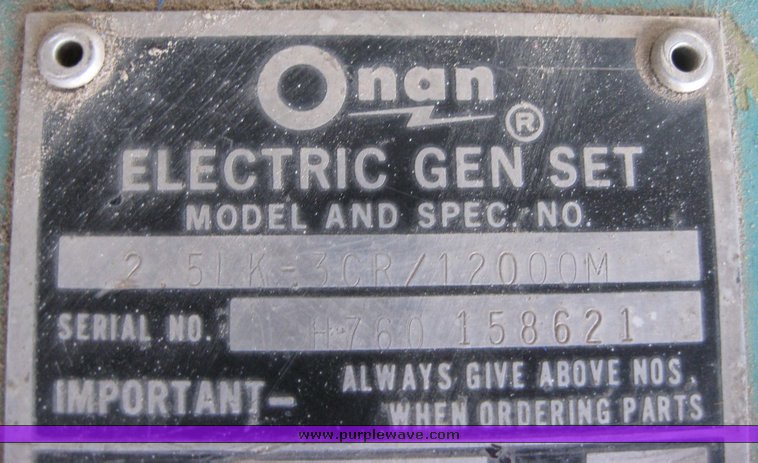 Onan ®
ELECTRIC GEN SET
MODEL AND SPEC. NO.
2.5LK-3CR/12000M
SERIAL NO. H760 158621
IMPORTANT— ALWAYS GIVE ABOVE NOS.
WHEN ORDERING PARTS
www.purplewave.com